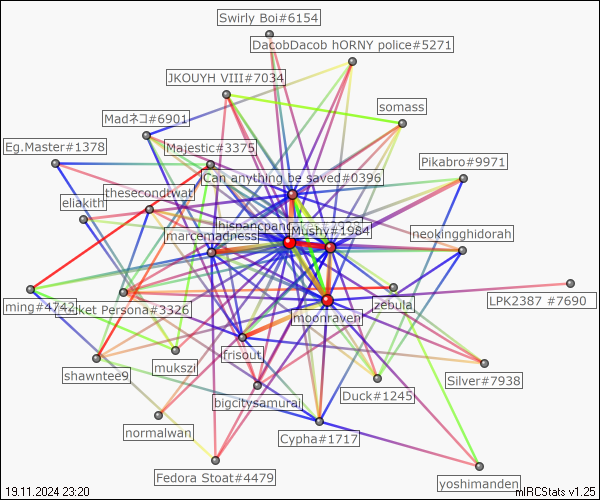 Swirly Boi#6154
DacobDacob hORNY police#5271
JKOUYH VIII#7034
somass
Madネコ#6901
Eg.Master#1378
Majestic#3375
Pikabro#9971
Can anything be saved#0396
thesecondtwat
eliakith
Mushy#1984
marcemadness
neokingghidorah
ming#4742
Persona#3326
zebula
LPK2387 #7690
moonraven
frisout
mukszi
shawntee9
Silver#7938
Duck#1245
bigcitysamurai
normalwan
Cypha#1717
Fedora Stoat#4479
yoshimanden
19.11.2024 23:20
mIRCStats v1.25